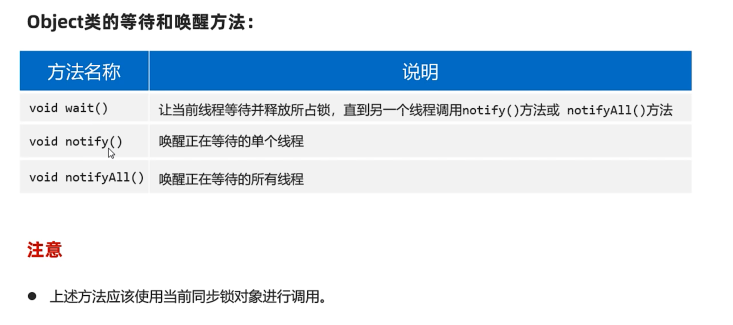 Object类的等待和唤醒方法：
方法名称 说明
void wait() 让当前线程等待并释放所占锁，直到另一个线程调用notify()方法或 notifyAll()方法
void notify() 唤醒正在等待的单个线程
void notifyAll() 唤醒正在等待的所有线程
注意
● 上述方法应该使用当前同步锁对象进行调用。